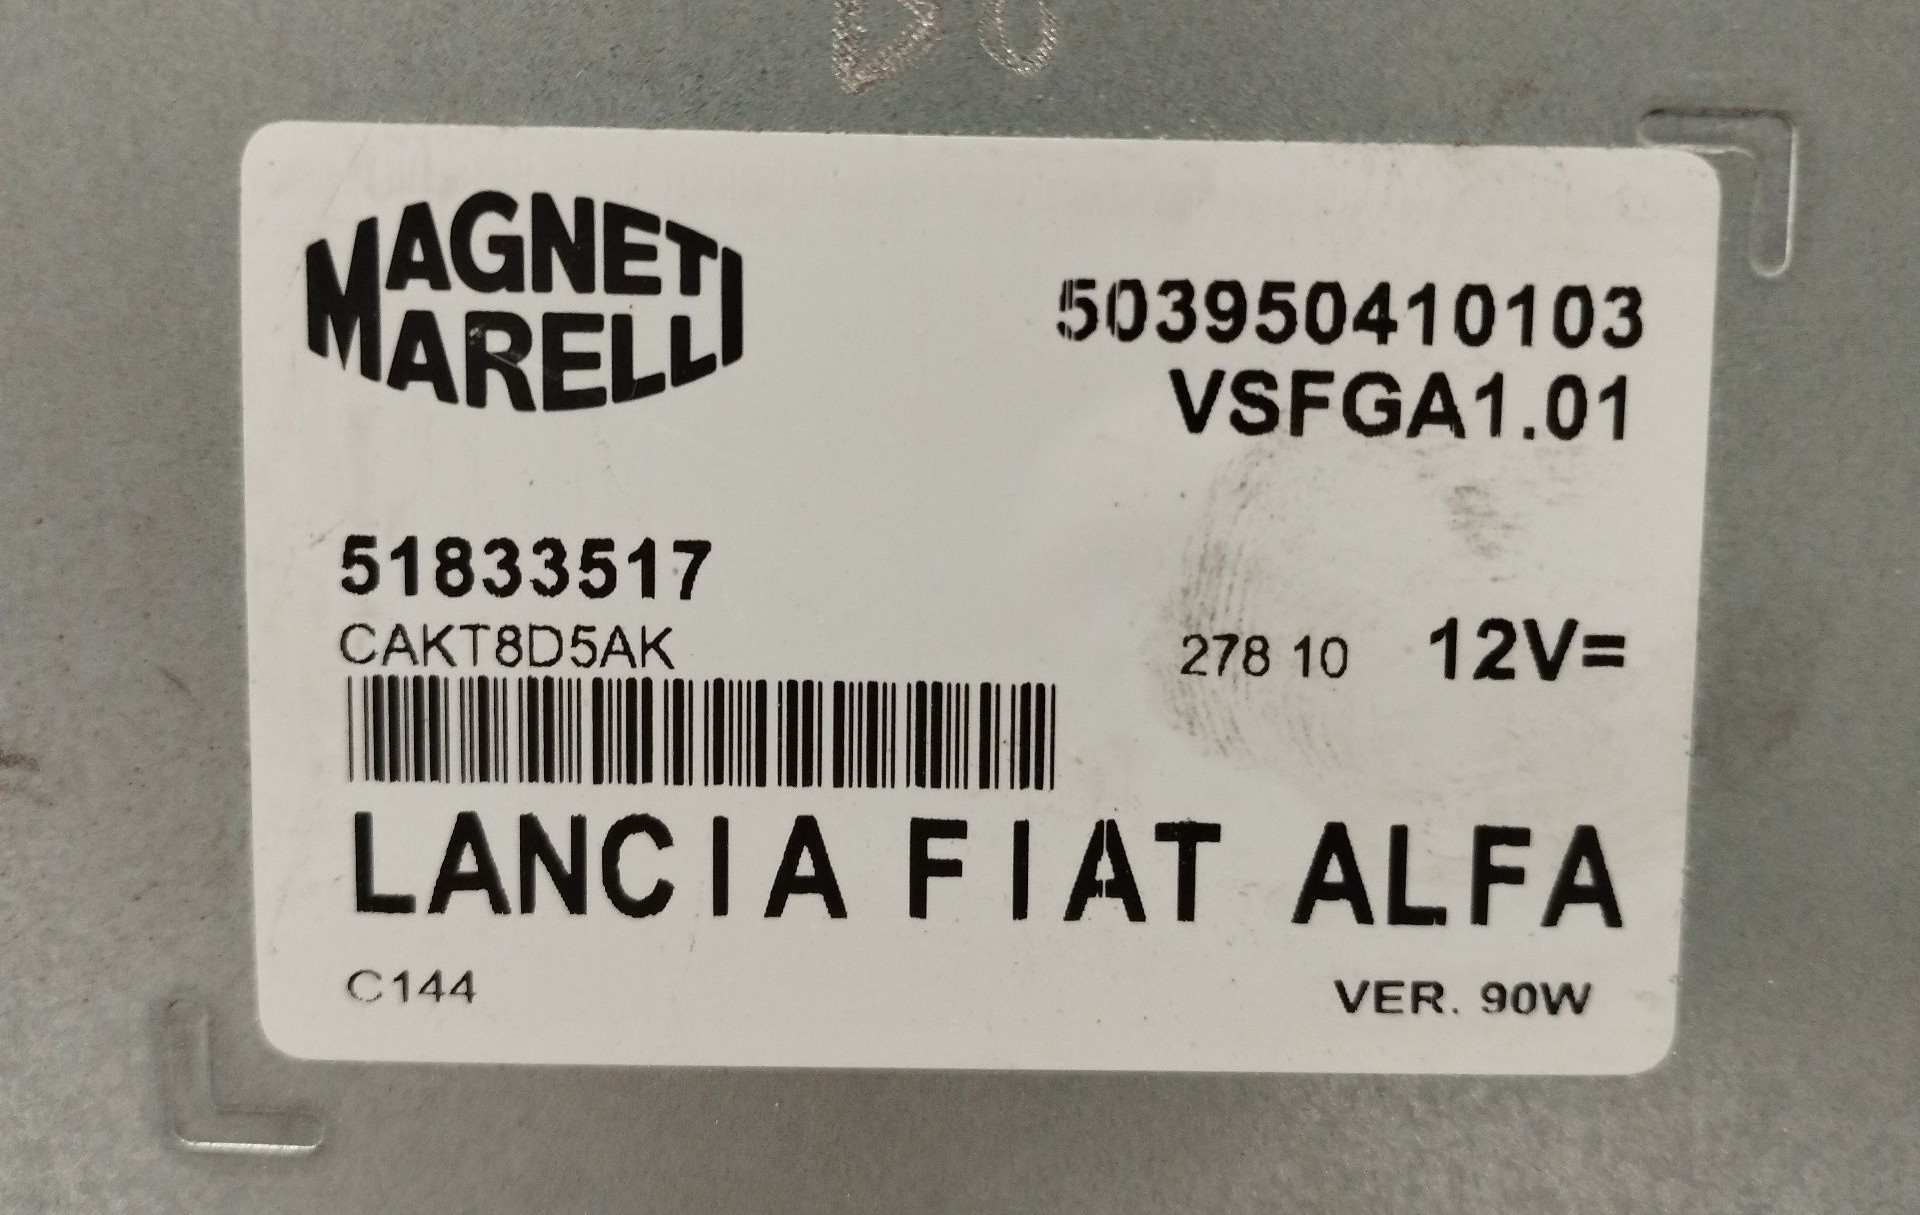 MAGNETI
MARELLI
503950410103
VSFGA1.01
51833517
CAKT8D5AK
278 10 12V=
LANCIA FIAT ALFA
C144
VER. 90W